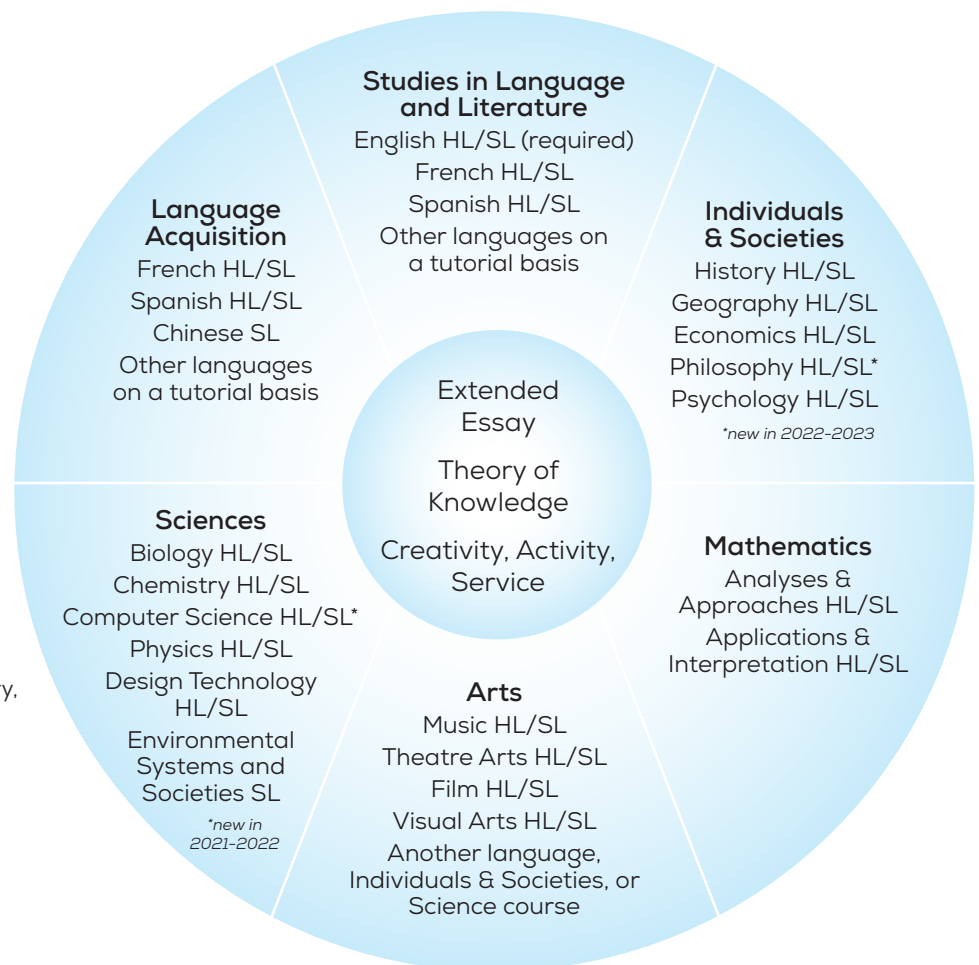 Studies in Language
and Literature
English HL/SL (required)
French HL/SL
Spanish HL/SL
Other languages on
a tutorial basis
Individuals
& Societies
History HL/SL
Geography HL/SL
Economics HL/SL
Philosophy HL/SL*
Psychology HL/SL
*new in 2022-2023
Mathematics
Analyses &
Approaches HL/SL
Applications &
Interpretation HL/SL
Arts
Music HL/SL
Theatre Arts HL/SL
Film HL/SL
Visual Arts HL/SL
Another language,
Individuals & Societies, or
Science course
Sciences
Biology HL/SL
Chemistry HL/SL
Computer Science HL/SL*
Physics HL/SL
Design Technology
HL/SL
Environmental
Systems and
Societies SL
*new in
2021-2022
Language
Acquisition
French HL/SL
Spanish HL/SL
Chinese SL
Other languages
on a tutorial basis
Extended
Essay
Theory of
Knowledge
Creativity, Activity,
Service